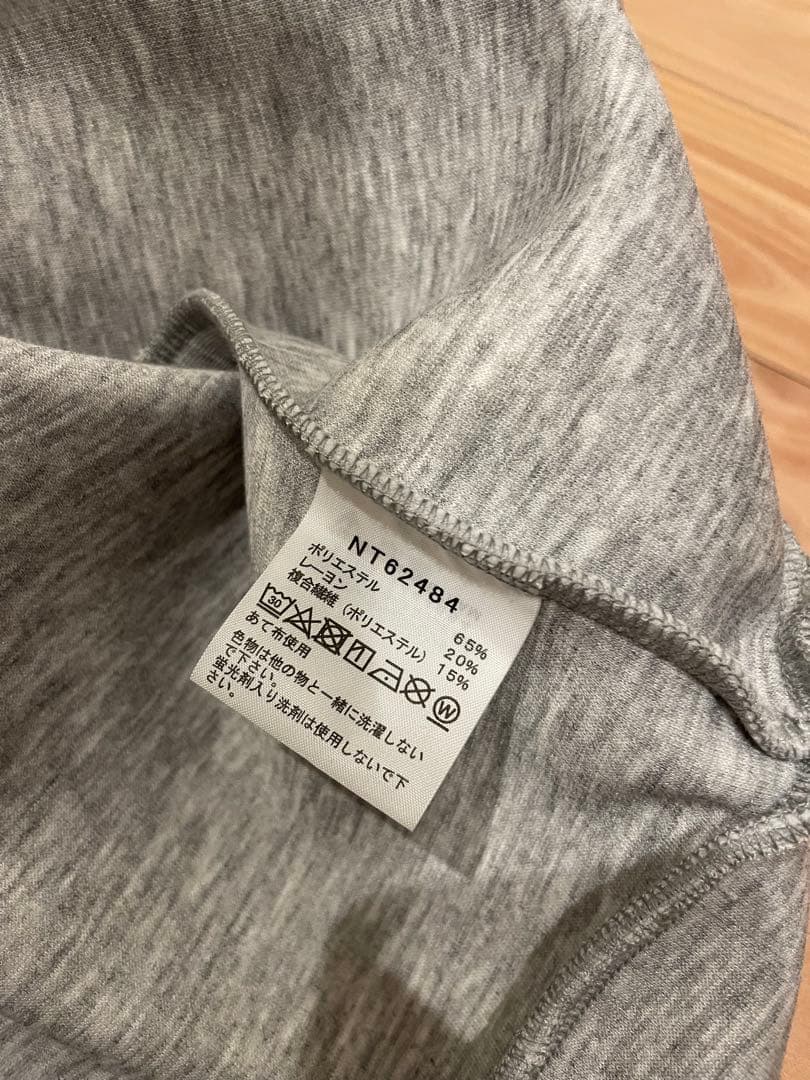 NT62484
ポリエステル 65%
レーヨン 20%
複合繊維（ポリエステル） 15%
30 W
あて布使用
色物は他の物と一緒に洗濯しない
で下さい。
蛍光剤入り洗剤は使用しないで下
さい。